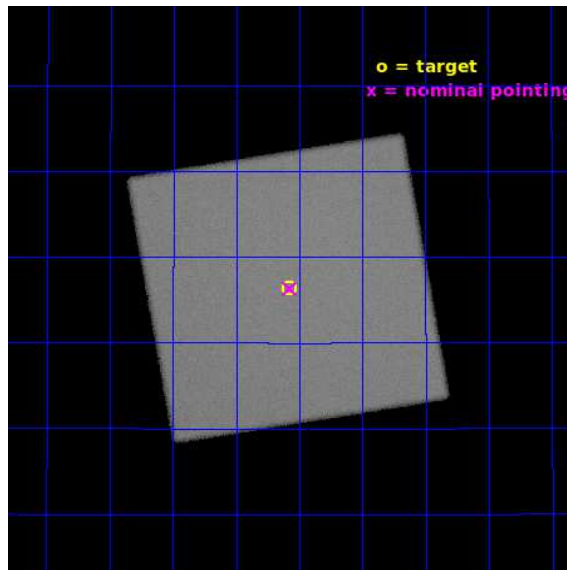 o = target
x = nominal pointing